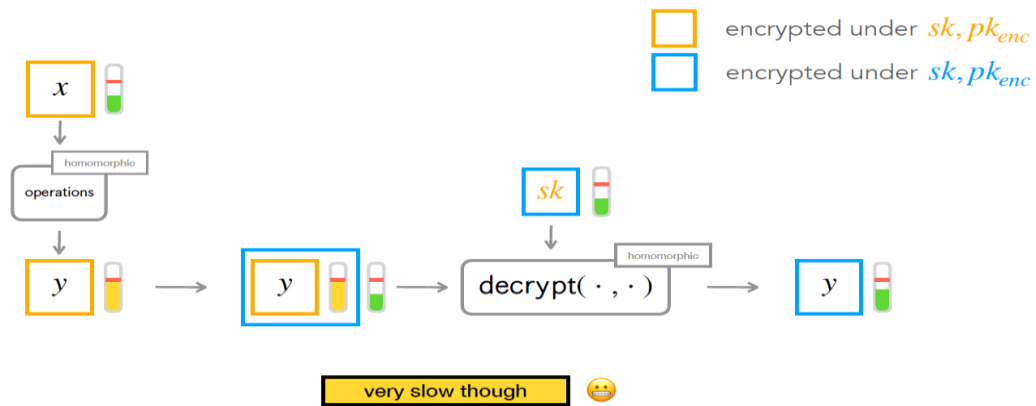 encrypted under sk, pk_enc
encrypted under sk, pk_enc
x
homomorphic
operations
sk
homomorphic
y
y
decrypt( · , · )
y
very slow though